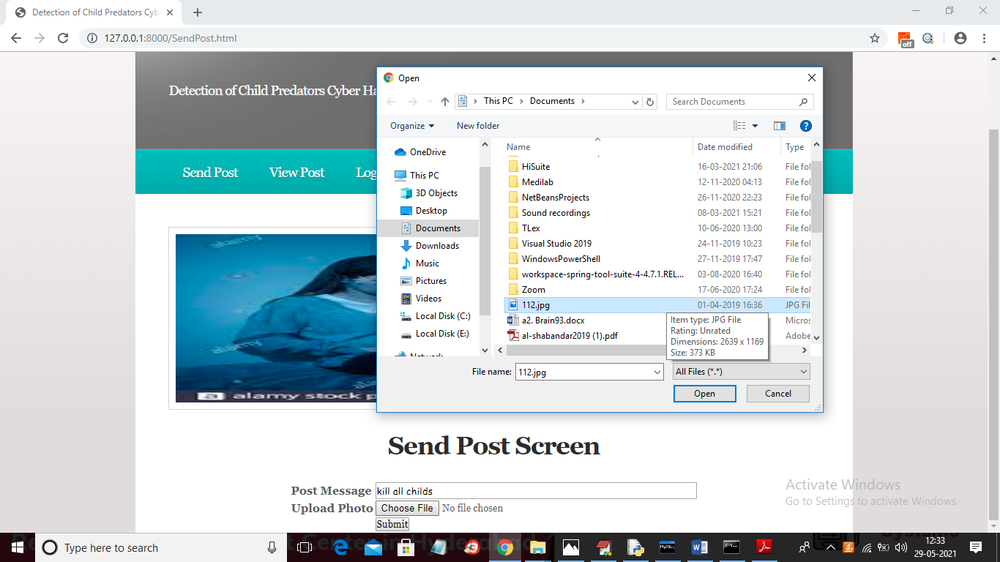 Detection of Child Predators Cyb
127.0.0.1:8000/SendPost.html
off
Detection of Child Predators Cyber Ha
Send Post
View Post
Log
Open
This PC
Documents
Search Documents
Organize
New folder
OneDrive
This PC
3D Objects
Desktop
Documents
Downloads
Music
Pictures
Videos
Local Disk (C:)
Local Disk (E:)
Network
Name Date modified Type
HiSuite 16-03-2021 21:06 File fol
Medilab 12-11-2020 04:13 File fol
NetBeansProjects 26-11-2020 22:23 File fol
Sound recordings 08-03-2021 15:21 File fol
TLex 10-06-2020 13:00 File fol
Visual Studio 2019 24-11-2019 10:23 File fol
WindowsPowerShell 27-11-2019 17:47 File fol
workspace-spring-tool-suite-4-4.7.1.REL... 03-08-2020 16:40 File fol
Zoom 17-06-2020 17:24 File fol
112.jpg 01-04-2019 16:36 JPG Fil
a2. Brain93.docx Micros
al-shabandar2019 (1).pdf Adobe
Item type: JPG File
Rating: Unrated
Dimensions: 2639 x 1169
Size: 373 KB
File name: 112.jpg All Files (*.*)
Open Cancel
alamy
a alamy stock p
Send Post Screen
Post Message kill all childs
Upload Photo Choose File No file chosen
Submit
Activate Windows
Go to Settings to activate Windows.
Type here to search
12:33
29-05-2021